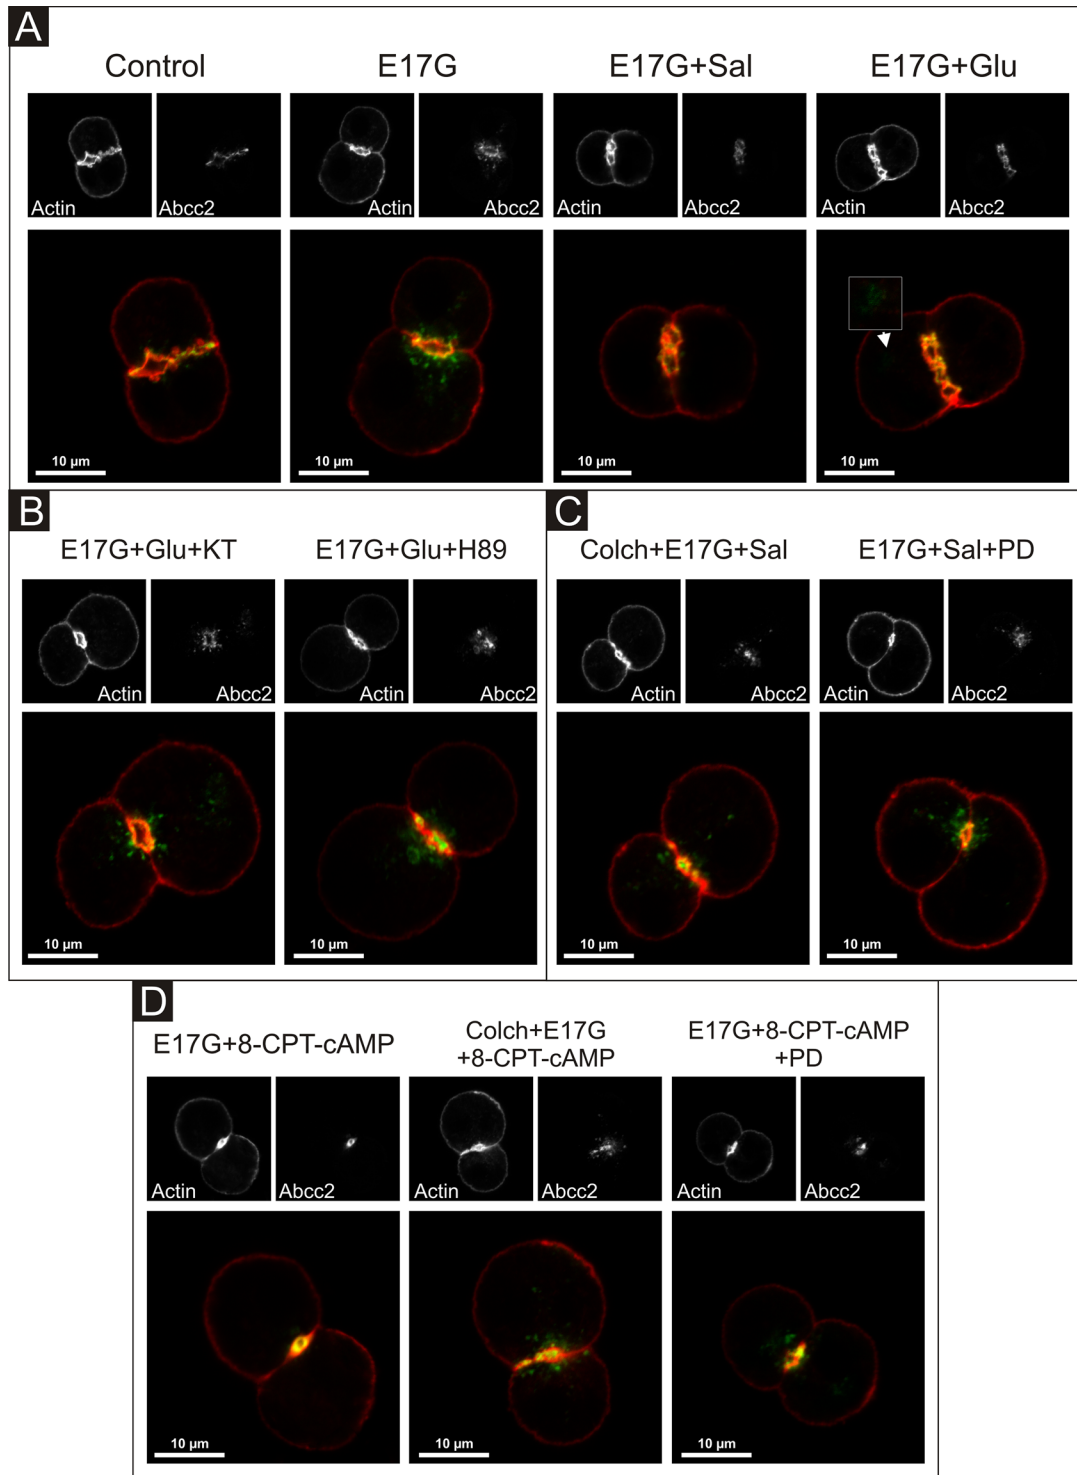 A
Control
E17G
E17G+Sal
E17G+Glu
Actin
Abcc2
Actin
Abcc2
Actin
Abcc2
Actin
Abcc2
10 µm
10 µm
10 µm
10 µm
B
E17G+Glu+KT
E17G+Glu+H89
Actin
Abcc2
Actin
Abcc2
10 µm
10 µm
C
Colch+E17G+Sal
E17G+Sal+PD
Actin
Abcc2
Actin
Abcc2
10 µm
10 µm
D
E17G+8-CPT-cAMP
Colch+E17G
+8-CPT-cAMP
E17G+8-CPT-cAMP
+PD
Actin
Abcc2
Actin
Abcc2
Actin
Abcc2
10 µm
10 µm
10 µm